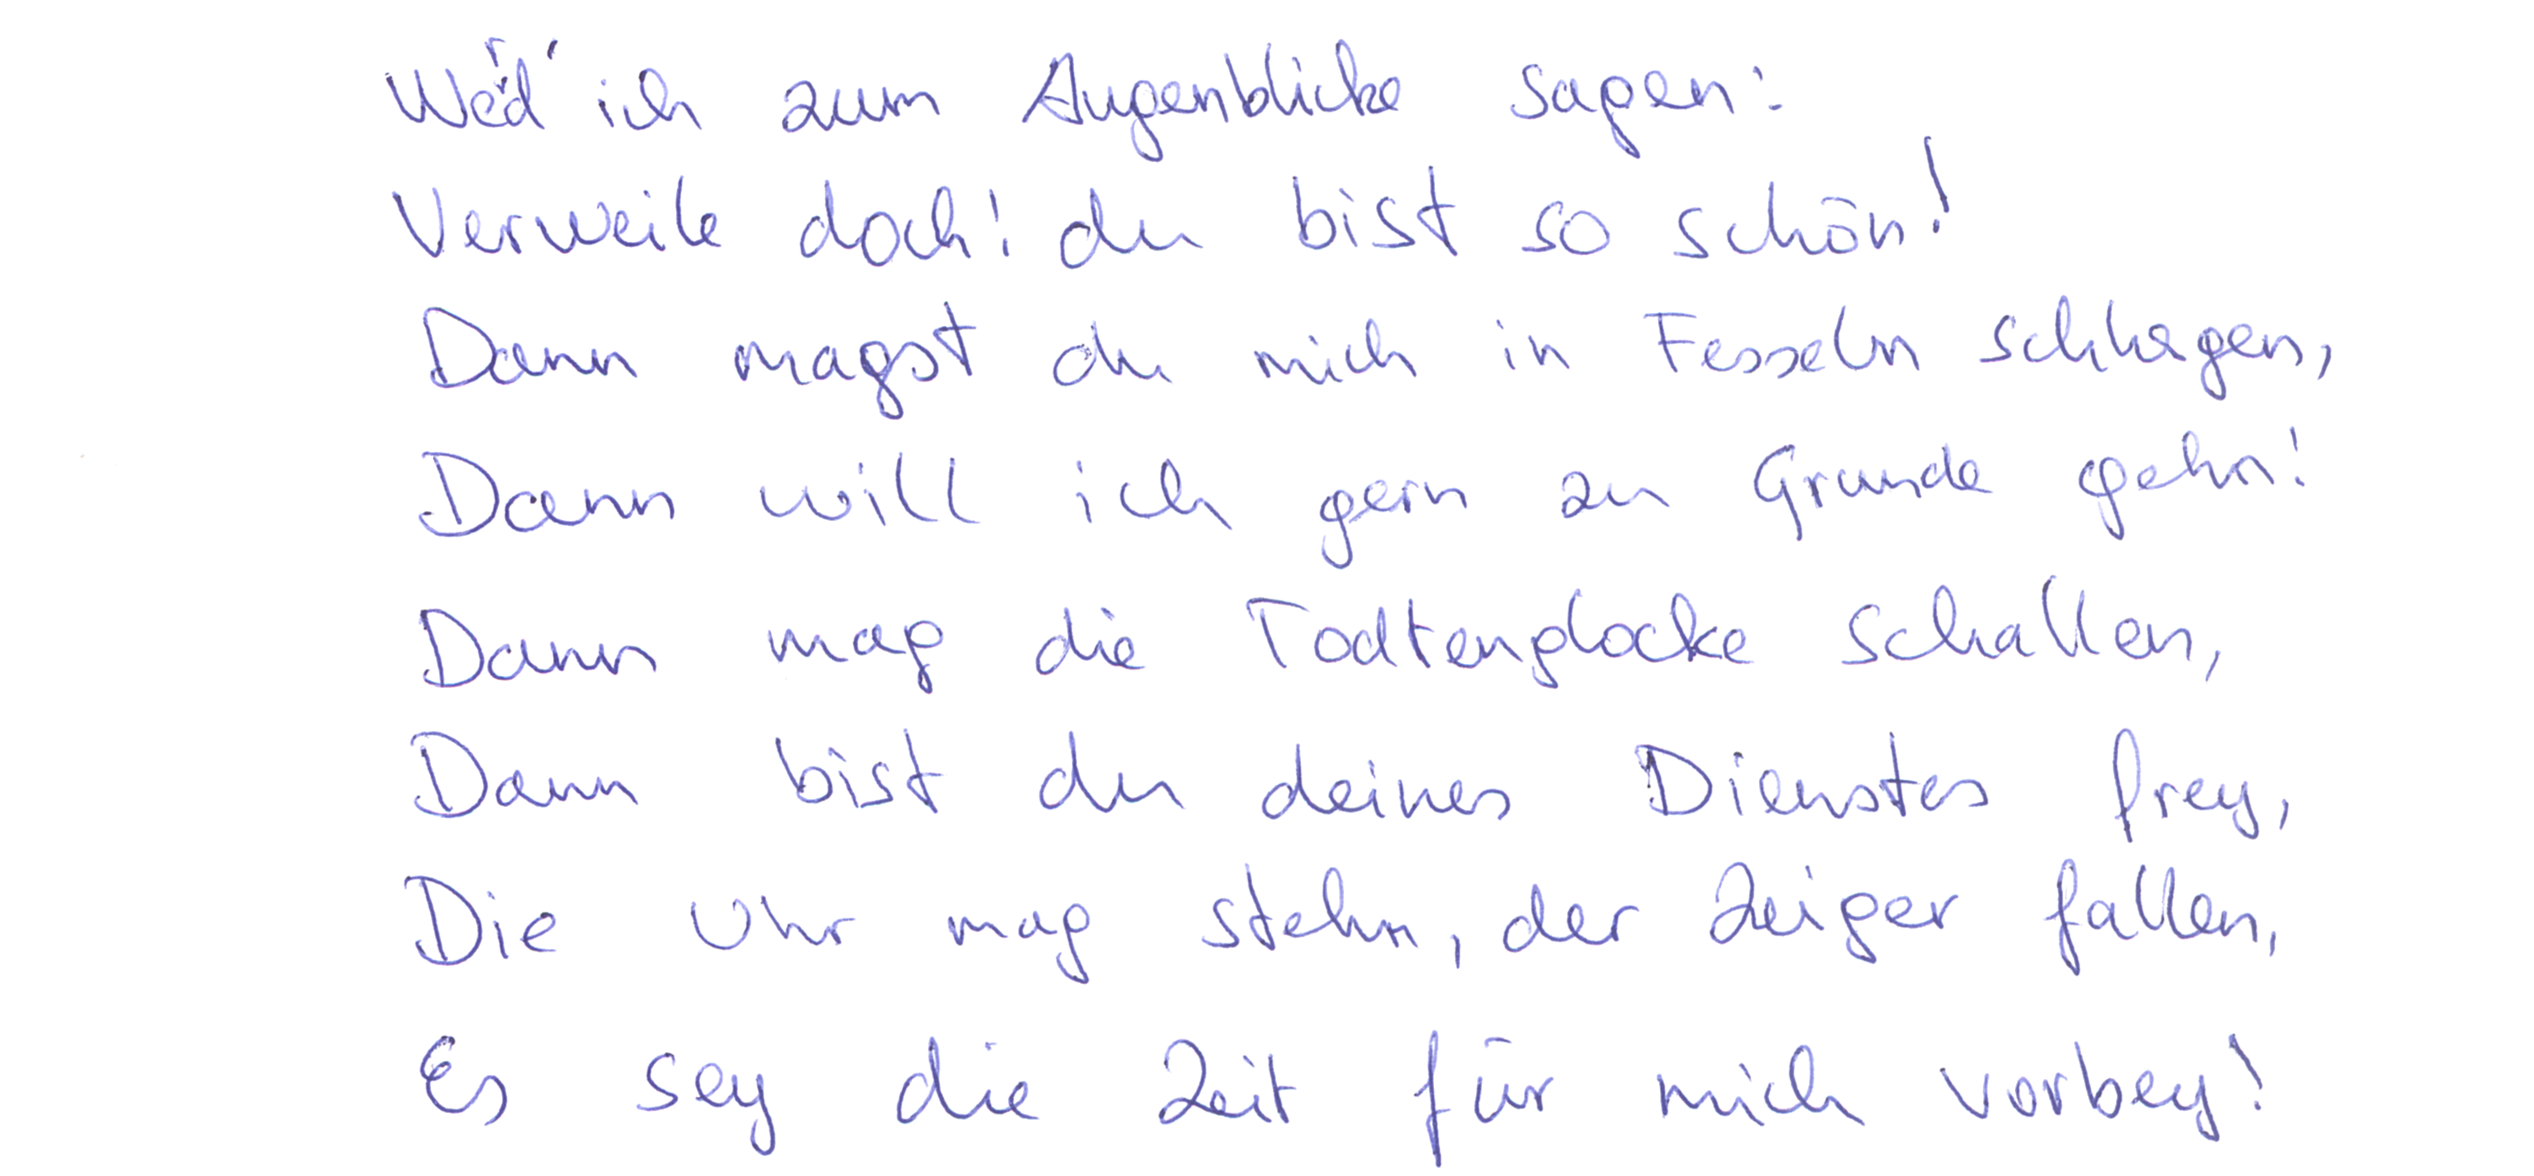 Werd' ich zum Augenblicke sagen:
Verweile doch! du bist so schön!
Dann magst du mich in Fesseln schlagen,
Dann will ich gern zu Grunde gehn!
Dann mag die Todtenglocke schallen,
Dann bist du deines Dienstes frey,
Die Uhr mag stehn, der Zeiger fallen,
Es sey die Zeit für mich vorbey!